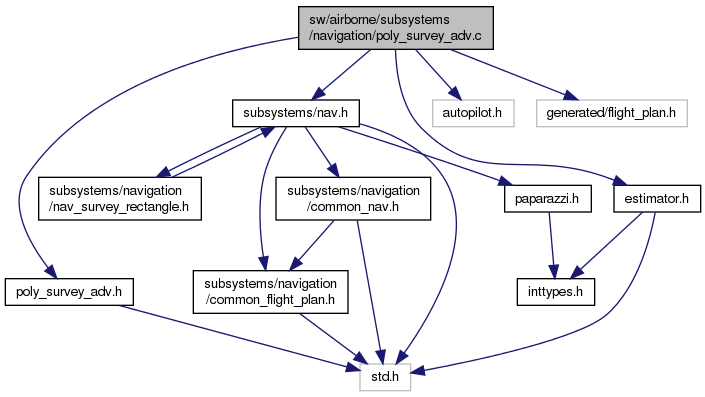 sw/airborne/subsystems
/navigation/poly_survey_adv.c
subsystems/nav.h
autopilot.h
generated/flight_plan.h
subsystems/navigation
/nav_survey_rectangle.h
subsystems/navigation
/common_nav.h
paparazzi.h
estimator.h
poly_survey_adv.h
subsystems/navigation
/common_flight_plan.h
inttypes.h
std.h